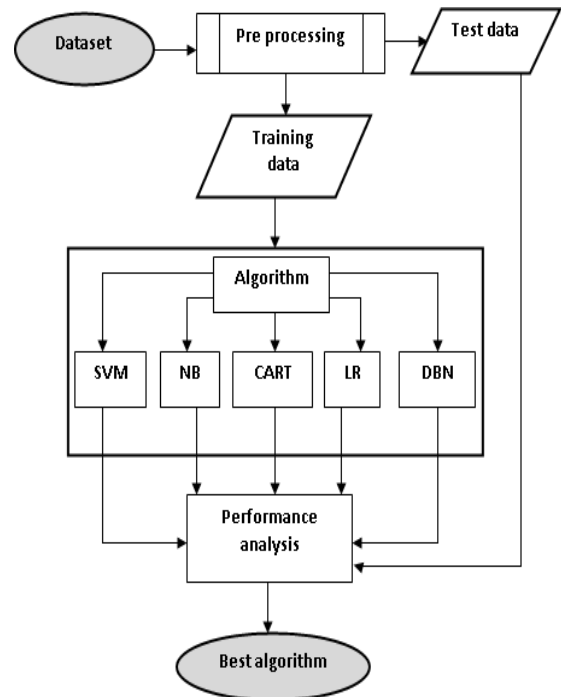 Dataset
Pre processing
Test data
Training
data
Algorithm
SVM
NB
CART
LR
DBN
Performance
analysis
Best algorithm